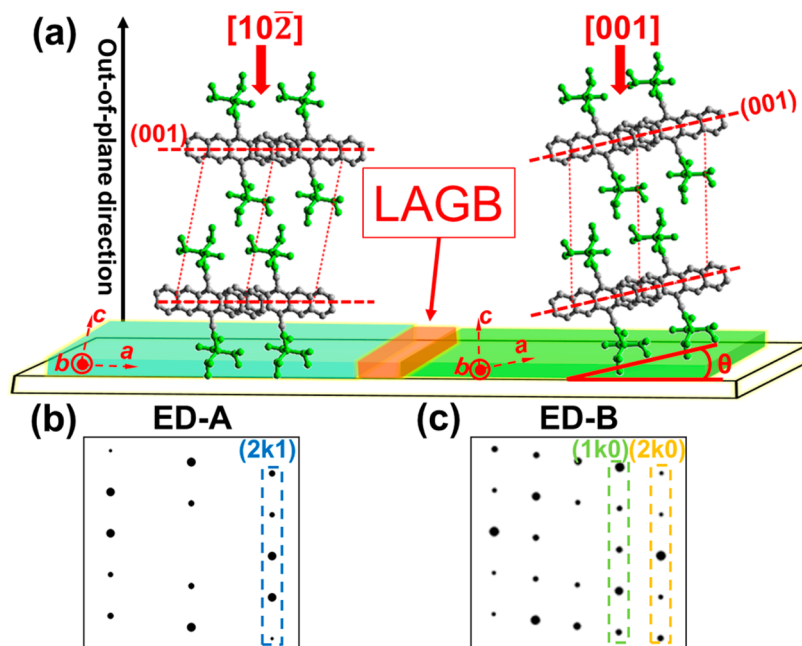 (a)
Out-of-plane direction
[102̅]
[001]
(001)
(001)
LAGB
c
a
b
c
a
b
θ
(b)
ED-A
(c)
ED-B
(2k1)
(1k0)
(2k0)